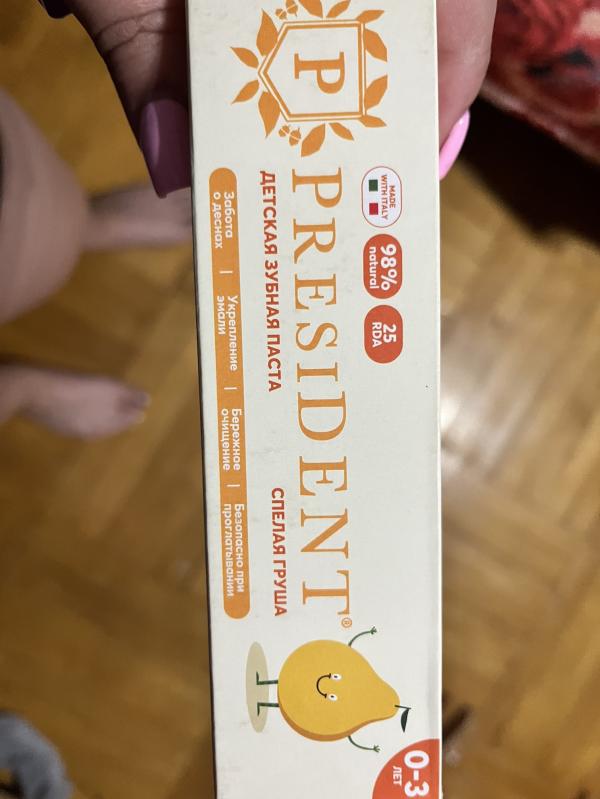 P
MADE
WITH ITALY
98%
natural
25
RDA
PRESIDENT®
ДЕТСКАЯ ЗУБНАЯ ПАСТА
СПЕЛАЯ ГРУША
Забота
о деснах
|
Укрепление
эмали
|
Бережное
очищение
|
Безопасно при
проглатывании
0-3
ЛЕТ